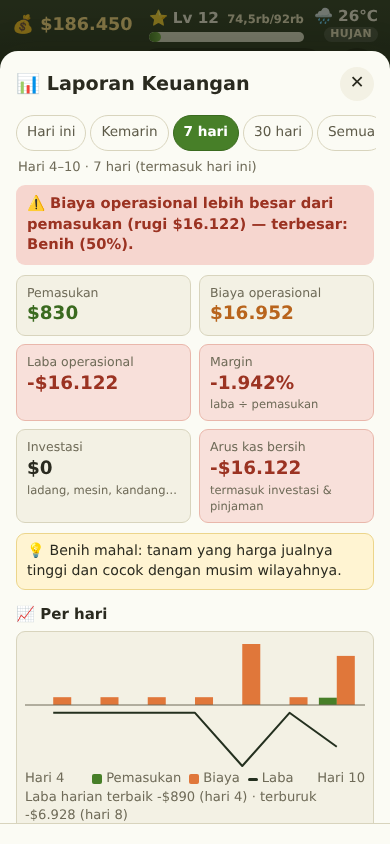 💰 $186.450 ⭐ Lv 12 74,5rb/92rb 🌧️ 26°C
HUJAN
📊 Laporan Keuangan ✕
Hari ini Kemarin 7 hari 30 hari Semua
Hari 4–10 · 7 hari (termasuk hari ini)
⚠️ Biaya operasional lebih besar dari
pemasukan (rugi $16.122) — terbesar:
Benih (50%).
Pemasukan Biaya operasional
$830 $16.952
Laba operasional Margin
-$16.122 -1.942%
laba ÷ pemasukan
Investasi Arus kas bersih
$0 -$16.122
ladang, mesin, kandang… termasuk investasi &
pinjaman
💡 Benih mahal: tanam yang harga jualnya
tinggi dan cocok dengan musim wilayahnya.
📈 Per hari
Hari 4 Pemasukan Biaya Laba Hari 10
Laba harian terbaik -$890 (hari 4) · terburuk
-$6.928 (hari 8)